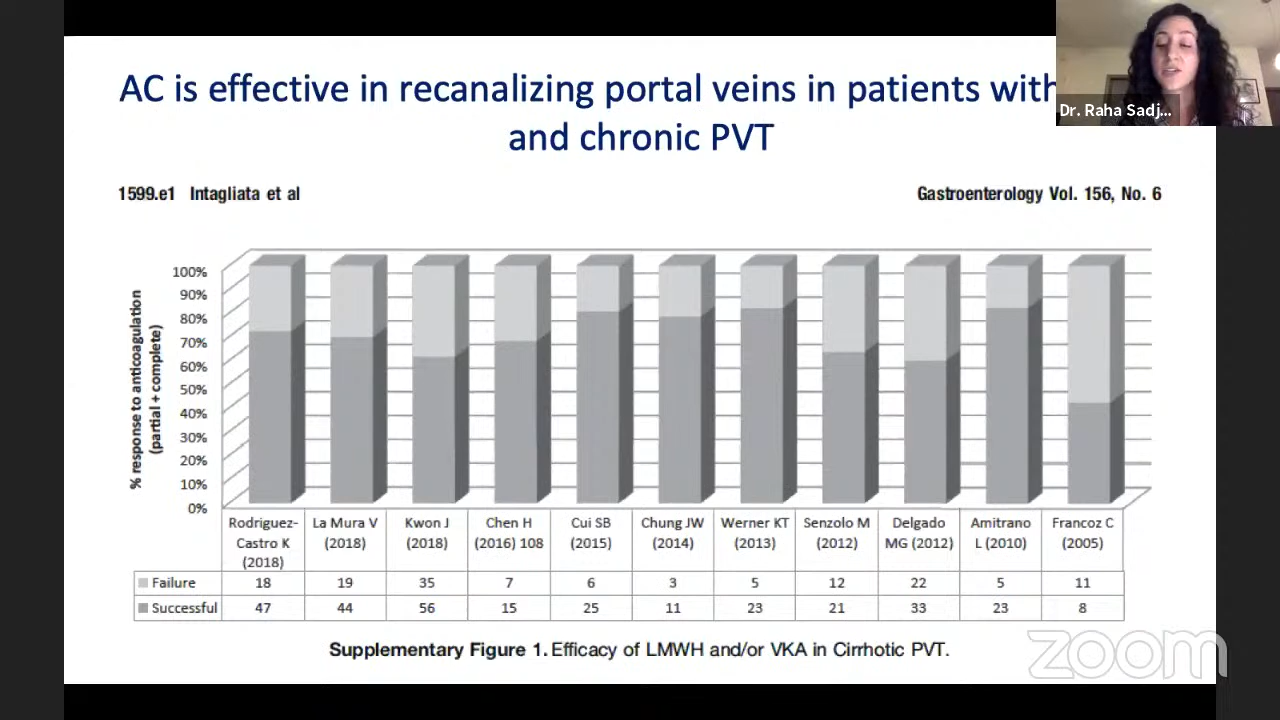 AC is effective in recanalizing portal veins in patients with
and chronic PVT
Dr. Raha Sadj...
1599.e1 Intagliata et al
Gastroenterology Vol. 156, No. 6
% response to anticoagulation
(partial + complete)
100%
90%
80%
70%
60%
50%
40%
30%
20%
10%
0%
Rodriguez-Castro K (2018)
La Mura V (2018)
Kwon J (2018)
Chen H (2016) 108
Cui SB (2015)
Chung JW (2014)
Werner KT (2013)
Senzolo M (2012)
Delgado MG (2012)
Amitrano L (2010)
Francoz C (2005)
Failure 18 19 35 7 6 3 5 12 22 5 11
Successful 47 44 56 15 25 11 23 21 33 23 8
Supplementary Figure 1. Efficacy of LMWH and/or VKA in Cirrhotic PVT.
zoom